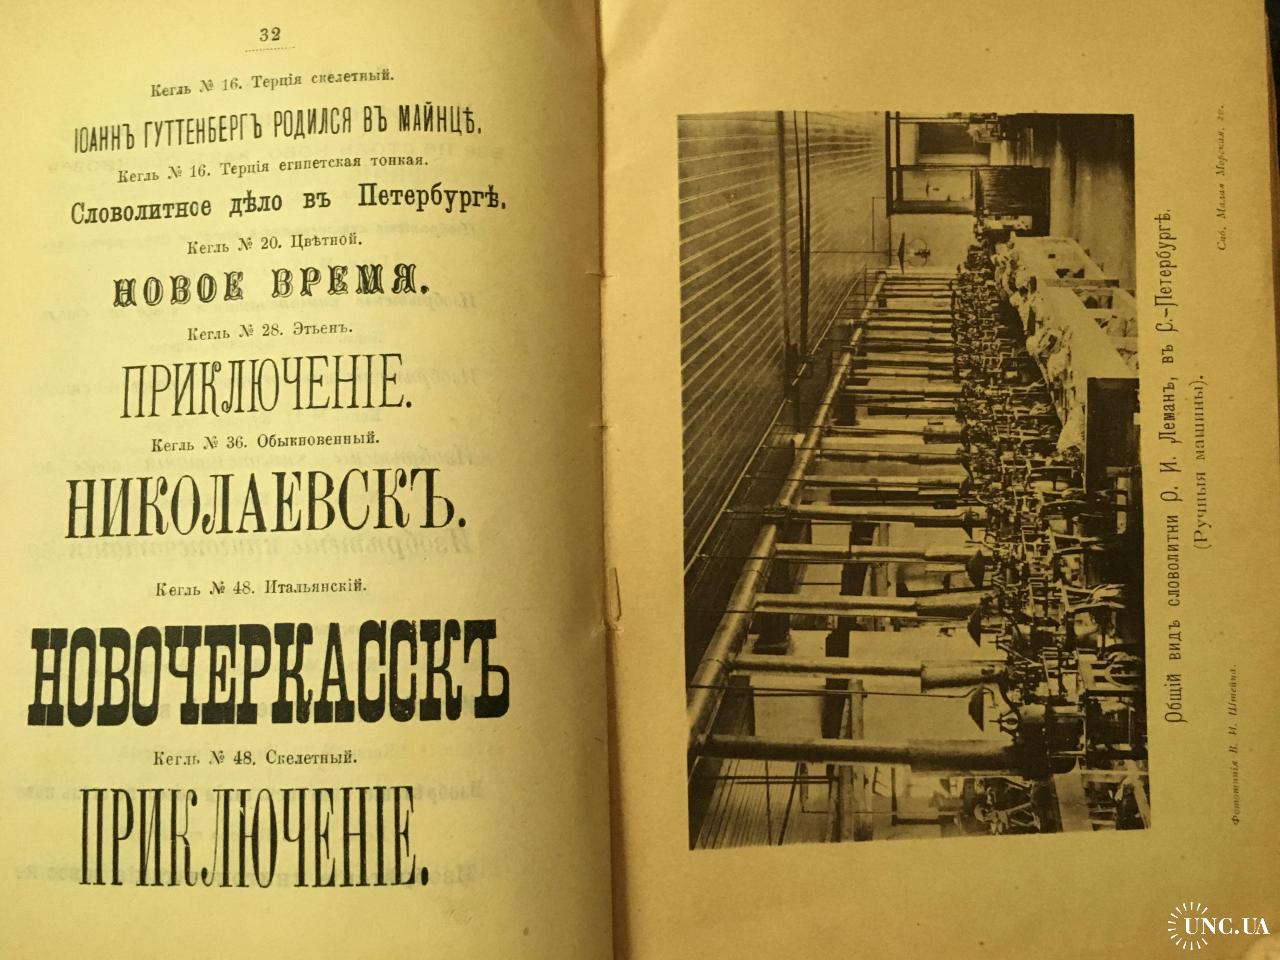 32
Кегль № 16. Терція скелетный.
ІОАННЪ ГУТТЕНБЕРГЪ РОДИЛСЯ ВЪ МАЙНЦѢ.
Кегль № 16. Терція египетская тонкая.
Словолитное дѣло въ Петербургѣ.
Кегль № 20. Цвѣтной.
НОВОЕ ВРЕМЯ.
Кегль № 28. Этьенъ.
ПРИКЛЮЧЕНІЕ.
Кегль № 36. Обыкновенный.
НИКОЛАЕВСКЪ.
Кегль № 48. Итальянскій.
НОВОЧЕРКАССКЪ
Кегль № 48. Скелетный.
ПРИКЛЮЧЕНІЕ.
Общій видъ словолитни О. И. Леманъ, въ С.-Петербургѣ.
(Ручныя машины).
Фототипія В. И. Штейна.
Спб. Малая Морская, 20.
UNC.UA